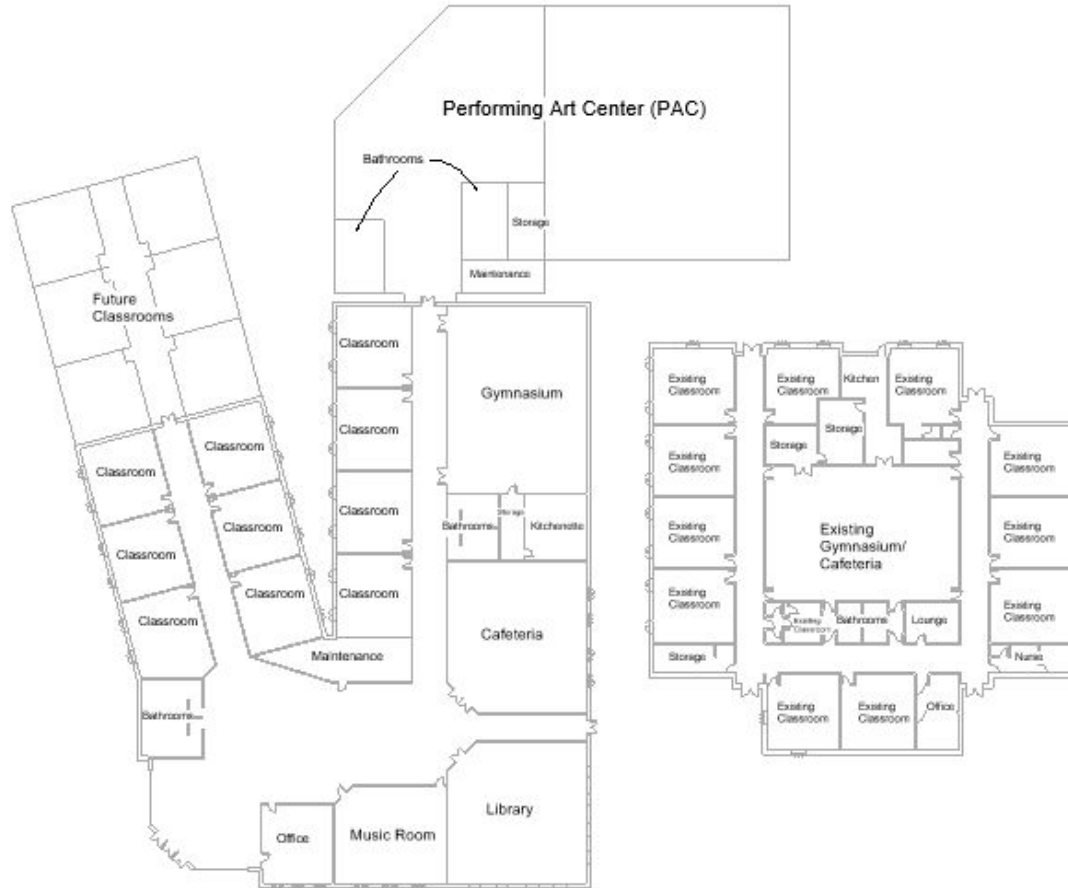 Performing Art Center (PAC)
Bathrooms
Storage
Maintenance
Future
Classrooms
Classroom
Gymnasium
Classroom
Classroom
Classroom
Classroom
Classroom
Classroom
Classroom
Classroom
Classroom
Bathrooms
Storage
Kitchenette
Cafeteria
Maintenance
Bathrooms
Office
Music Room
Library
Existing
Classroom
Existing
Classroom
Kitchen
Existing
Classroom
Storage
Storage
Existing
Classroom
Existing
Classroom
Existing
Classroom
Existing
Gymnasium/
Cafeteria
Existing
Classroom
Existing
Classroom
Existing
Classroom
Existing
Classroom
Bathrooms
Lounge
Storage
Nurse
Existing
Classroom
Existing
Classroom
Office